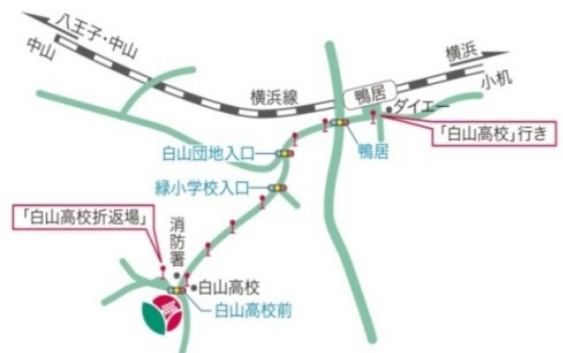 八王子・中山
中山
横浜
小机
横浜線
鴨居
ダイエー
「白山高校」行き
鴨居
白山団地入口
緑小学校入口
「白山高校折返場」
消防署
白山高校
白山高校前